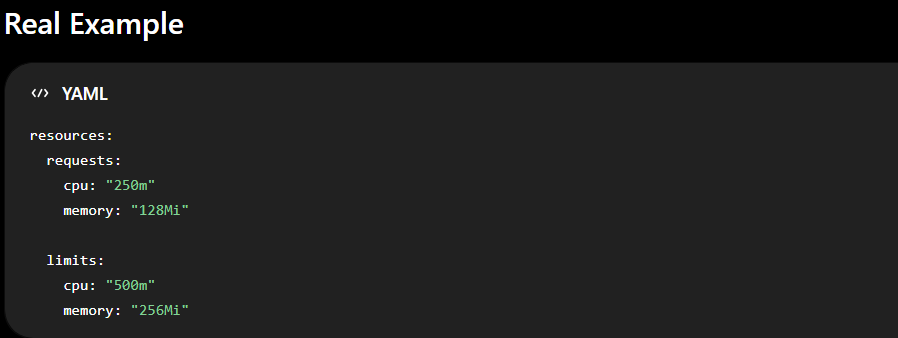 Real Example
YAML
resources:
  requests:
    cpu: "250m"
    memory: "128Mi"

  limits:
    cpu: "500m"
    memory: "256Mi"